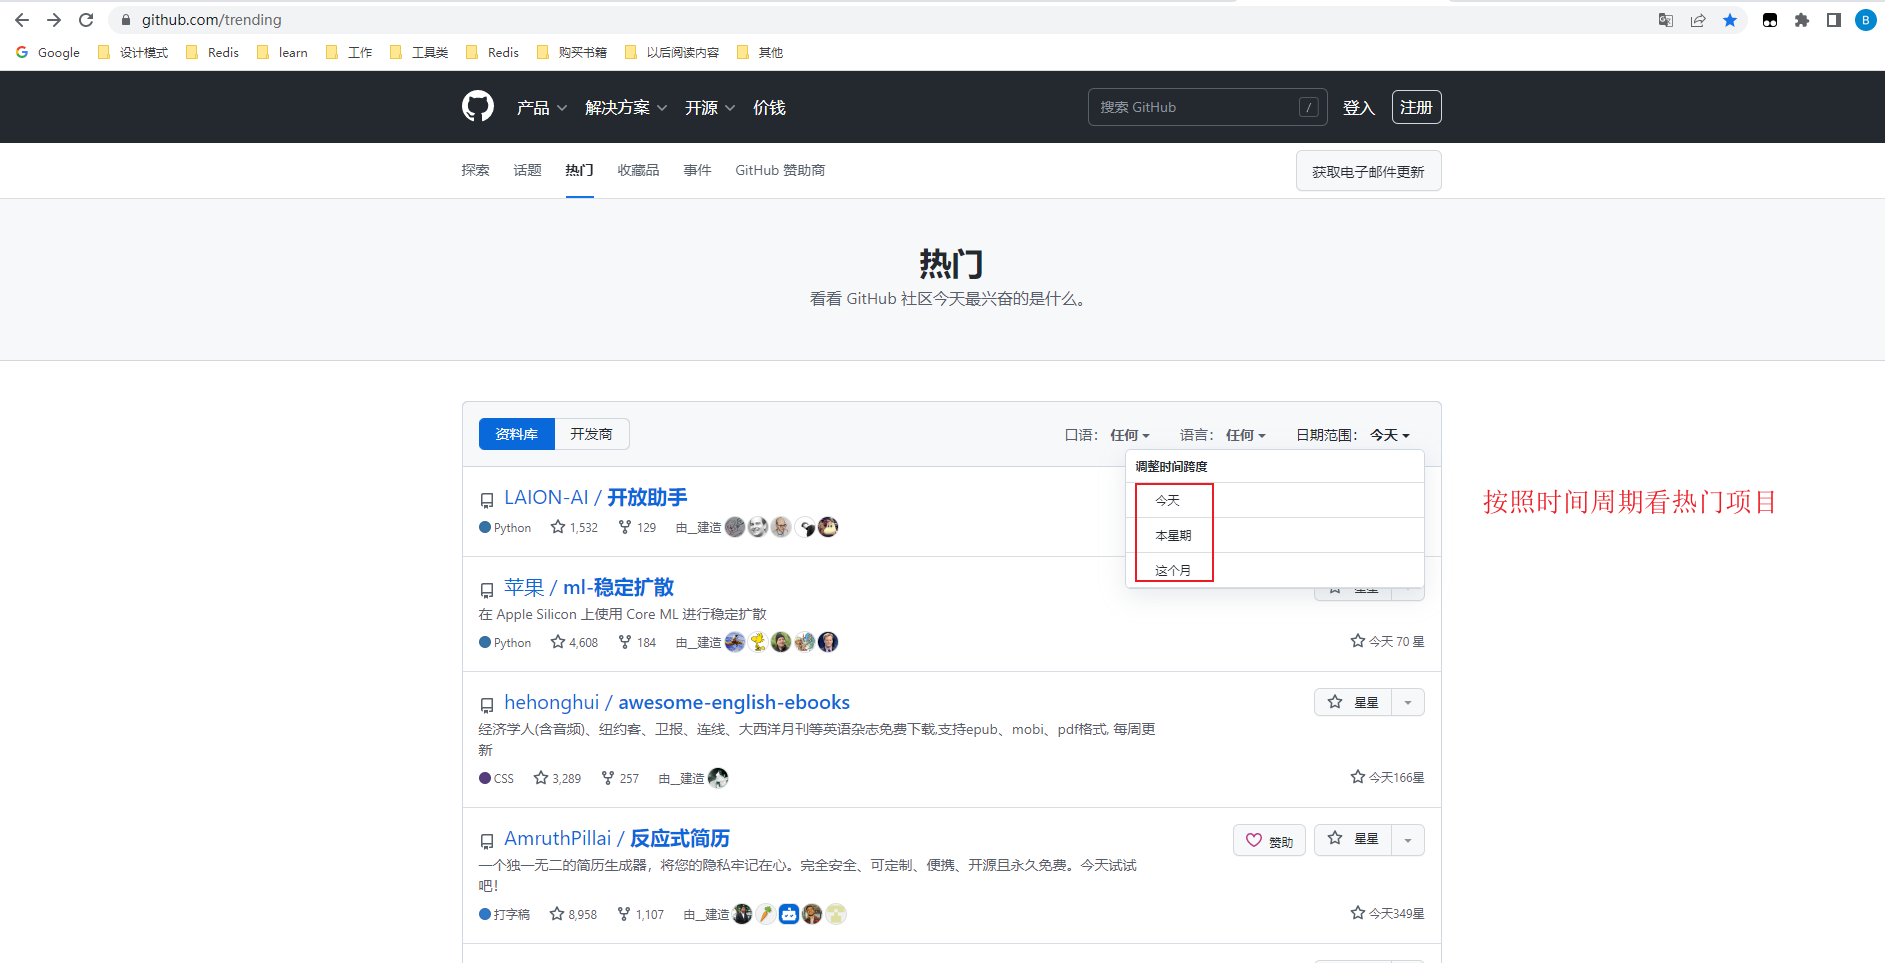 github.com/trending
B
Google 设计模式 Redis learn 工作 工具类 Redis 购买书籍 以后阅读内容 其他
产品 解决方案 开源 价钱 搜索 GitHub / 登入 注册
探索 话题 热门 收藏品 事件 GitHub 赞助商 获取电子邮件更新
热门
看看 GitHub 社区今天最兴奋的是什么。
资料库 开发商 口语： 任何 语言： 任何 日期范围： 今天
调整时间跨度
今天
本星期
这个月
按照时间周期看热门项目
LAION-AI / 开放助手
Python 1,532 129 由__建造
苹果 / ml-稳定扩散
在 Apple Silicon 上使用 Core ML 进行稳定扩散
Python 4,608 184 由__建造 今天 70 星
hehonghui / awesome-english-ebooks 星星
经济学人(含音频)、纽约客、卫报、连线、大西洋月刊等英语杂志免费下载,支持epub、mobi、pdf格式, 每周更
新
CSS 3,289 257 由__建造 今天166星
AmruthPillai / 反应式简历 赞助 星星
一个独一无二的简历生成器，将您的隐私牢记在心。完全安全、可定制、便携、开源且永久免费。今天试试
吧！
打字稿 8,958 1,107 由__建造 今天349星